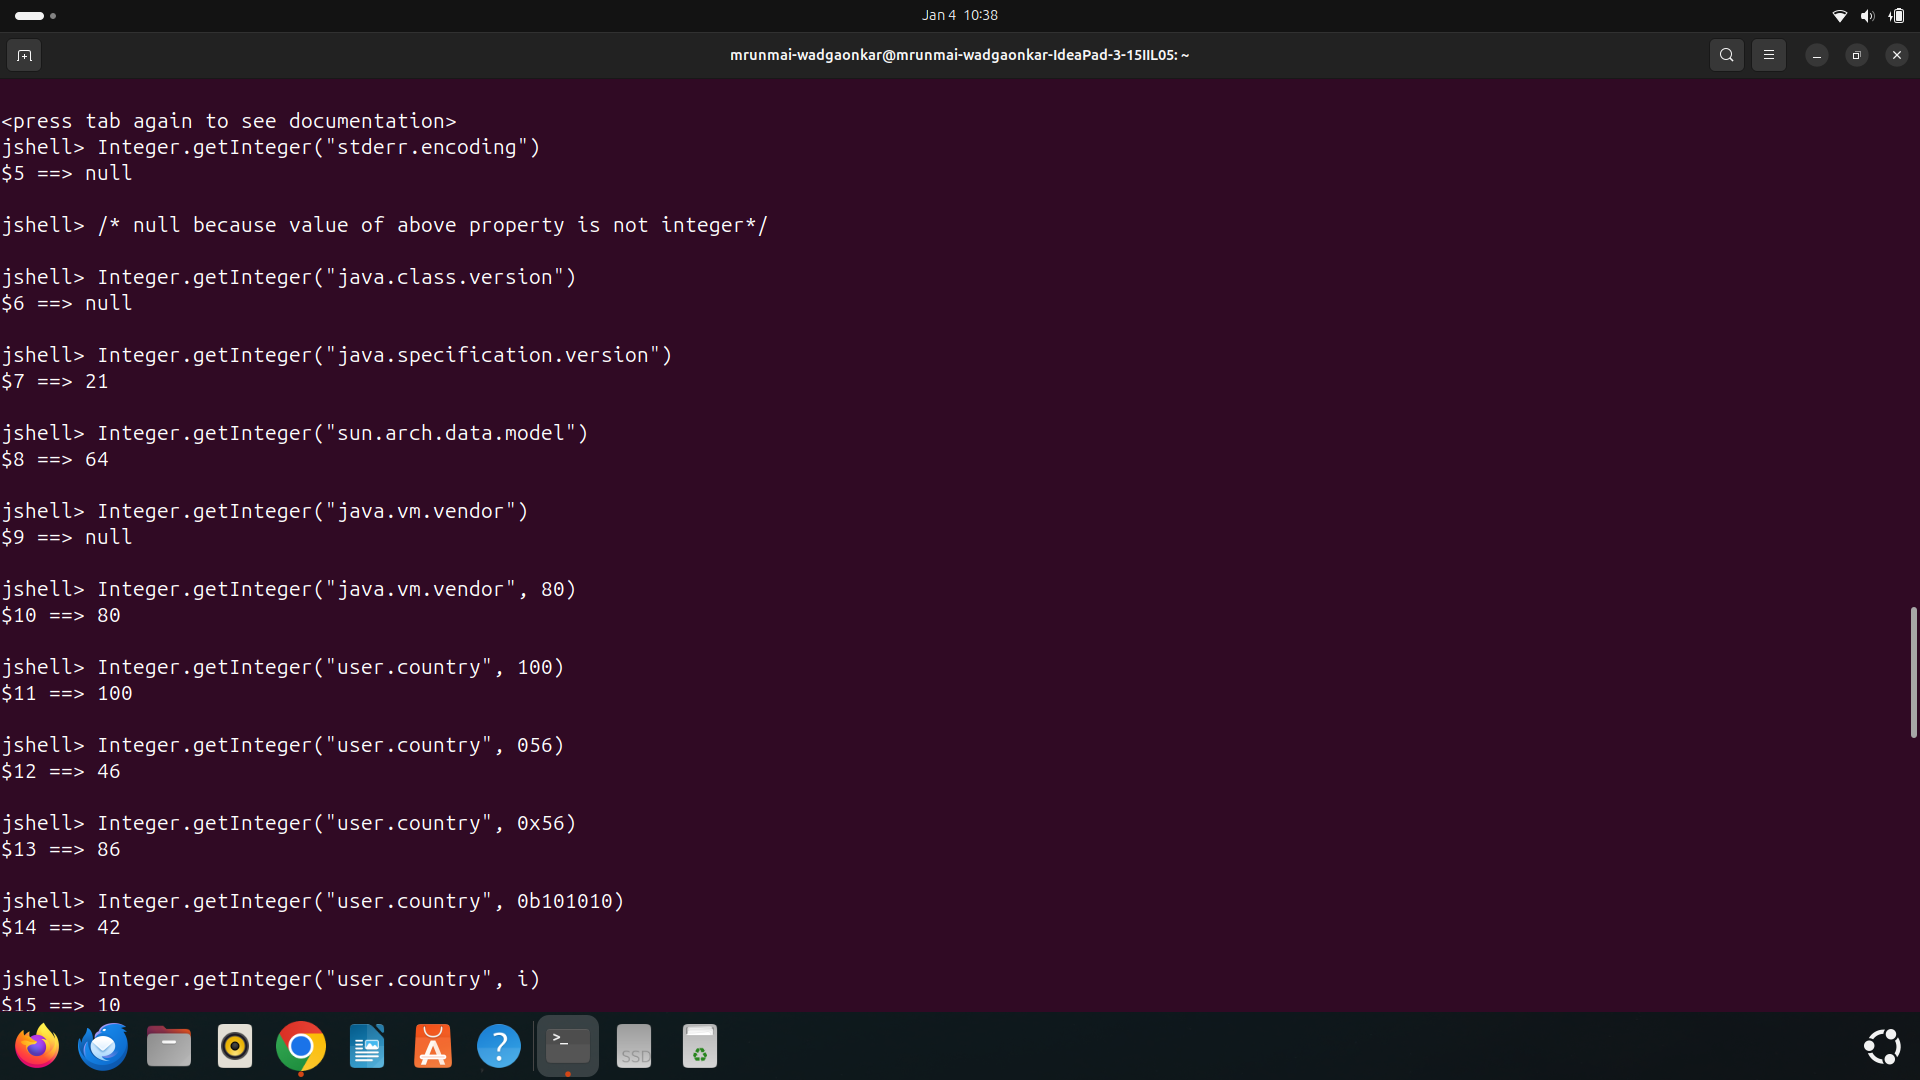 Jan 4 10:38
mrunmai-wadgaonkar@mrunmai-wadgaonkar-IdeaPad-3-15IIL05: ~
<press tab again to see documentation>
jshell> Integer.getInteger("stderr.encoding")
$5 ==> null
jshell> /* null because value of above property is not integer*/
jshell> Integer.getInteger("java.class.version")
$6 ==> null
jshell> Integer.getInteger("java.specification.version")
$7 ==> 21
jshell> Integer.getInteger("sun.arch.data.model")
$8 ==> 64
jshell> Integer.getInteger("java.vm.vendor")
$9 ==> null
jshell> Integer.getInteger("java.vm.vendor", 80)
$10 ==> 80
jshell> Integer.getInteger("user.country", 100)
$11 ==> 100
jshell> Integer.getInteger("user.country", 056)
$12 ==> 46
jshell> Integer.getInteger("user.country", 0x56)
$13 ==> 86
jshell> Integer.getInteger("user.country", 0b101010)
$14 ==> 42
jshell> Integer.getInteger("user.country", i)
$15 ==> 10
SSD